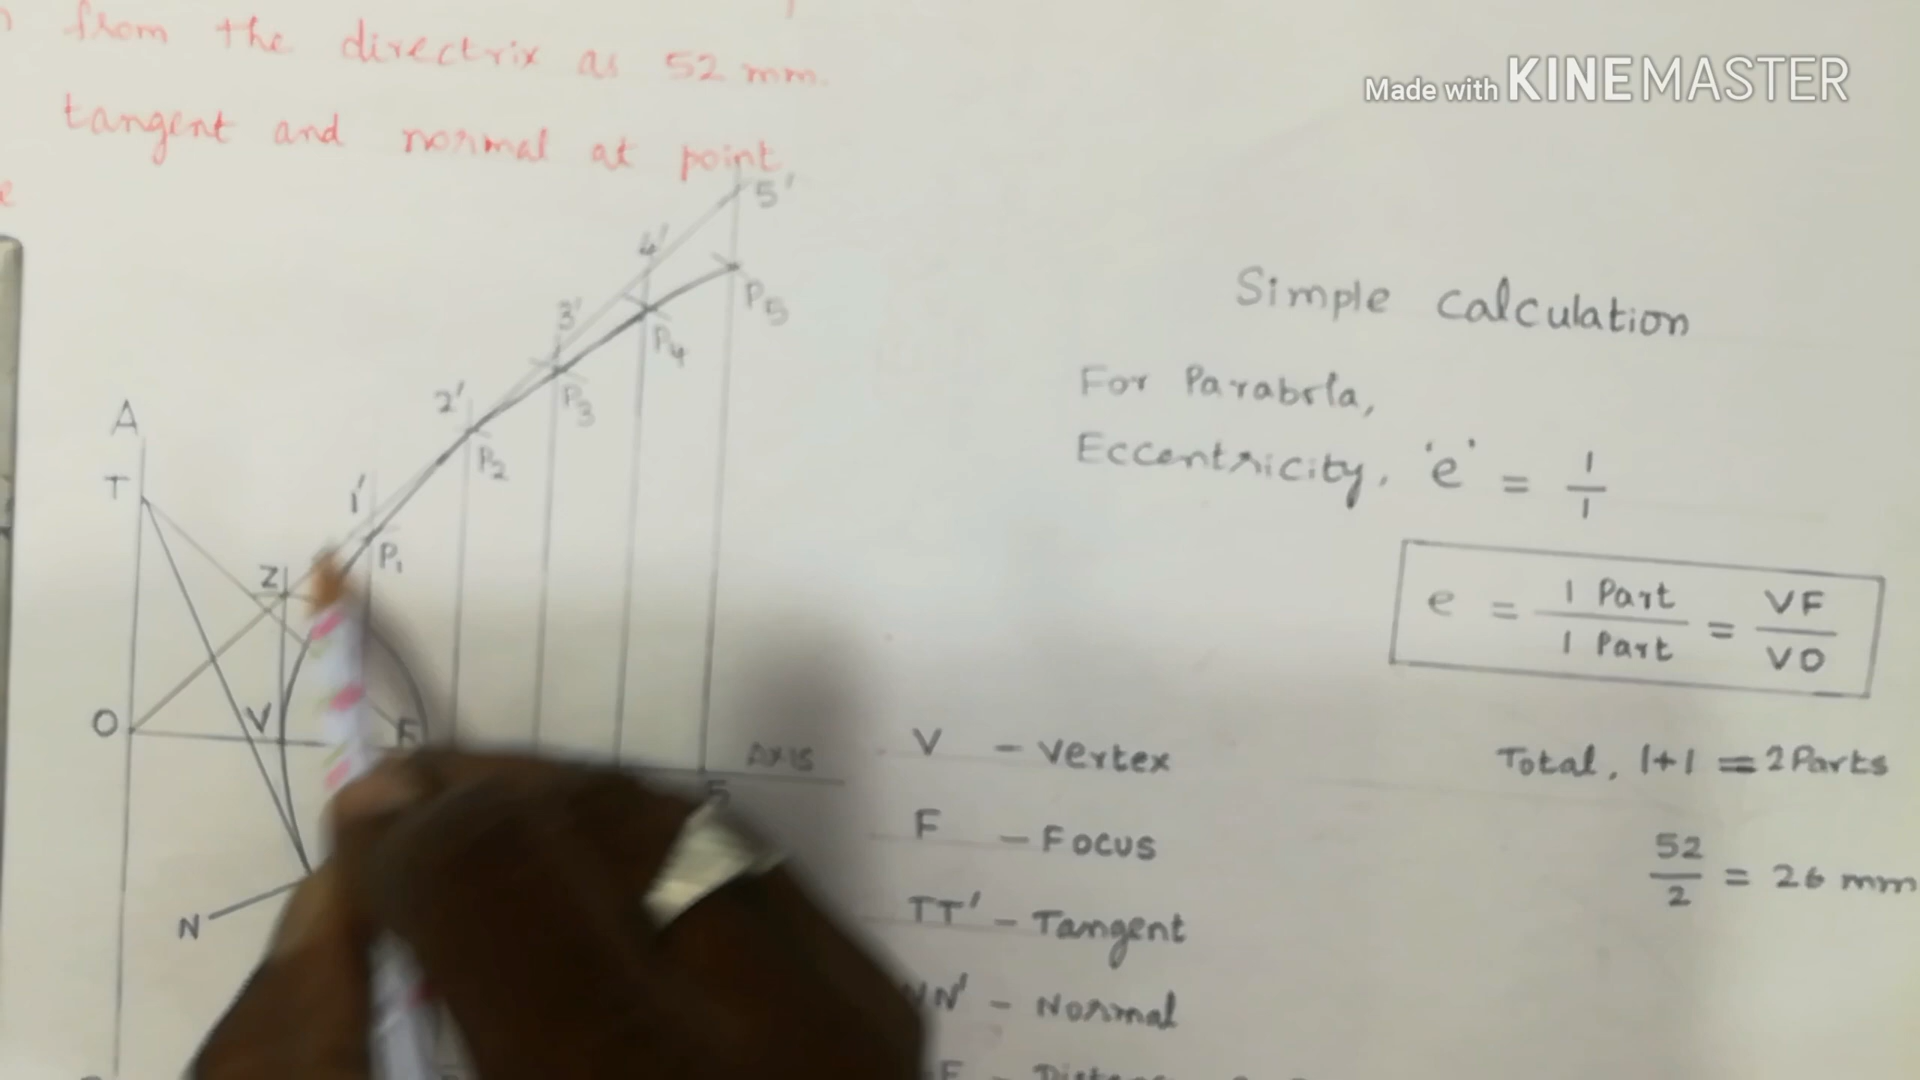 from the directrix as 52 mm.
Made with KINEMASTER
tangent and normal at point
5'
4'
P5
Simple Calculation
3'
P4
For Parabola,
2'
P3
A
Eccentricity, 'e' = 1/1
P2
T
1'
P1
Z
e = 1 Part / 1 Part = VF / VO
O
V
F
AXIS
V - Vertex
Total, 1+1 = 2 Parts
5
F - Focus
52/2 = 26 mm
TT' - Tangent
N
NN' - Normal